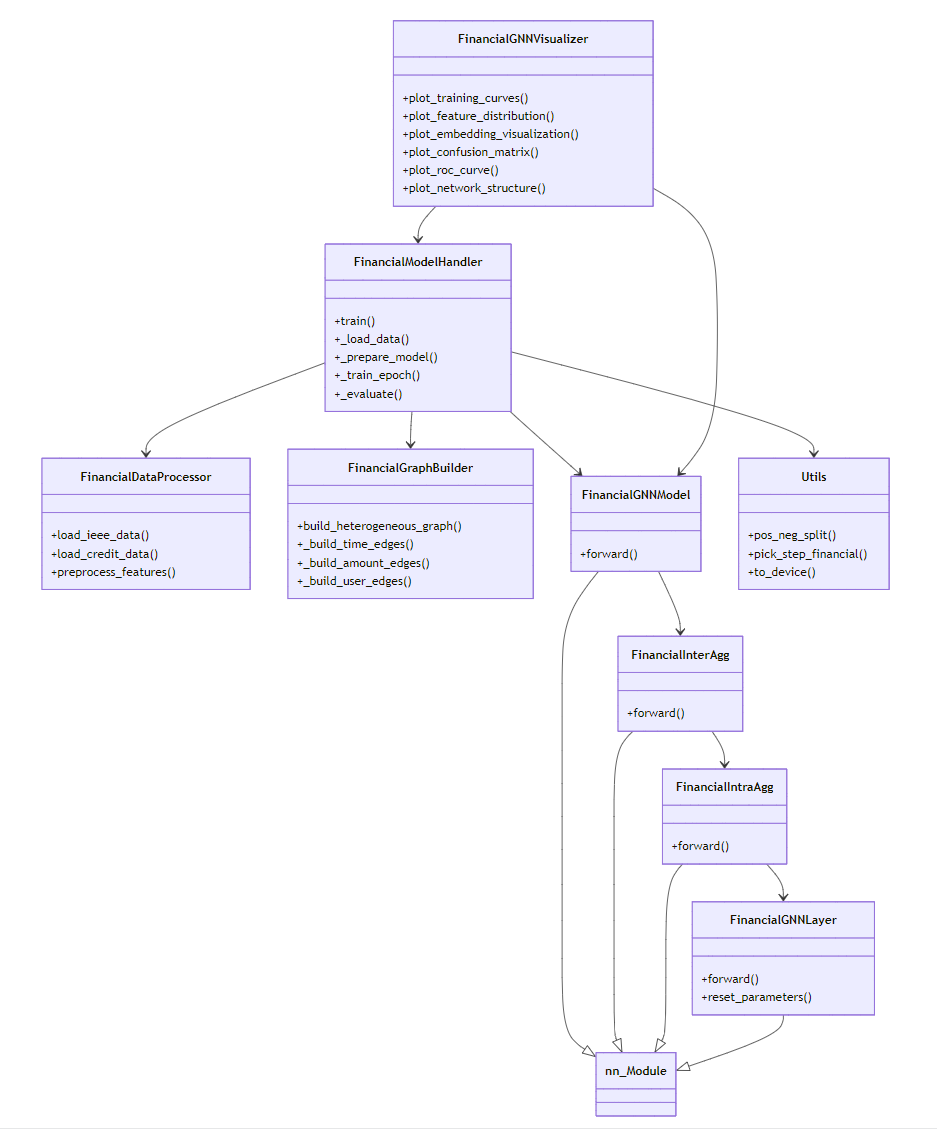 FinancialGNNVisualizer
+plot_training_curves()
+plot_feature_distribution()
+plot_embedding_visualization()
+plot_confusion_matrix()
+plot_roc_curve()
+plot_network_structure()
FinancialModelHandler
+train()
+_load_data()
+_prepare_model()
+_train_epoch()
+_evaluate()
FinancialDataProcessor
+load_ieee_data()
+load_credit_data()
+preprocess_features()
FinancialGraphBuilder
+build_heterogeneous_graph()
+_build_time_edges()
+_build_amount_edges()
+_build_user_edges()
FinancialGNNModel
+forward()
Utils
+pos_neg_split()
+pick_step_financial()
+to_device()
FinancialInterAgg
+forward()
FinancialIntraAgg
+forward()
FinancialGNNLayer
+forward()
+reset_parameters()
nn_Module